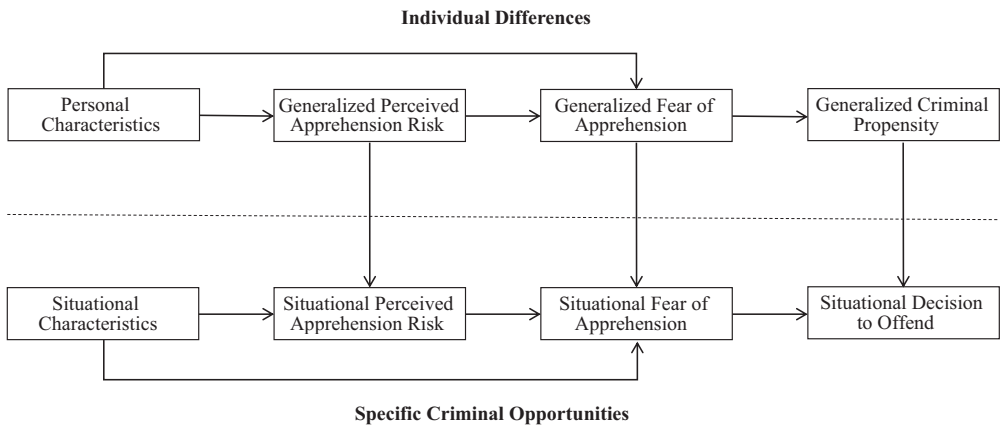 Individual Differences
Personal
Characteristics
Generalized Perceived
Apprehension Risk
Generalized Fear of
Apprehension
Generalized Criminal
Propensity
Situational
Characteristics
Situational Perceived
Apprehension Risk
Situational Fear of
Apprehension
Situational Decision
to Offend
Specific Criminal Opportunities